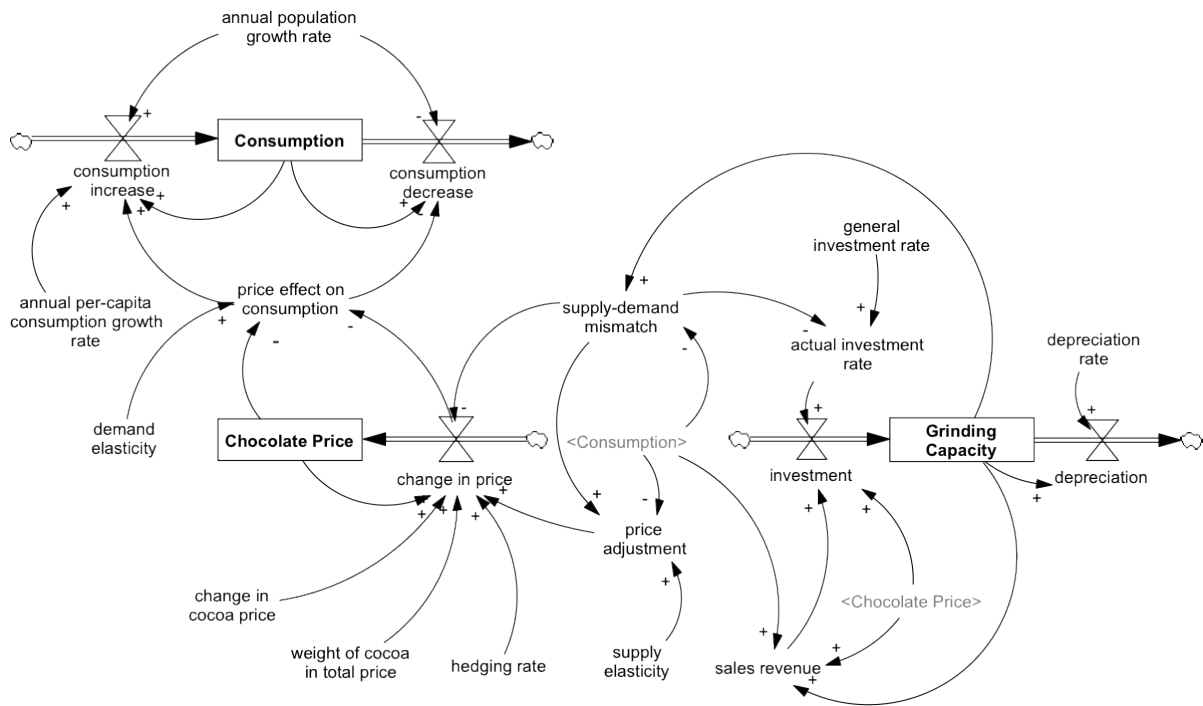 annual population
growth rate
Consumption
consumption
increase
consumption
decrease
general
investment rate
annual per-capita
consumption growth
rate
price effect on
consumption
supply-demand
mismatch
actual investment
rate
depreciation
rate
demand
elasticity
Chocolate Price
<Consumption>
Grinding
Capacity
change in price
investment
depreciation
price
adjustment
change in
cocoa price
<Chocolate Price>
weight of cocoa
in total price
hedging rate
supply
elasticity
sales revenue